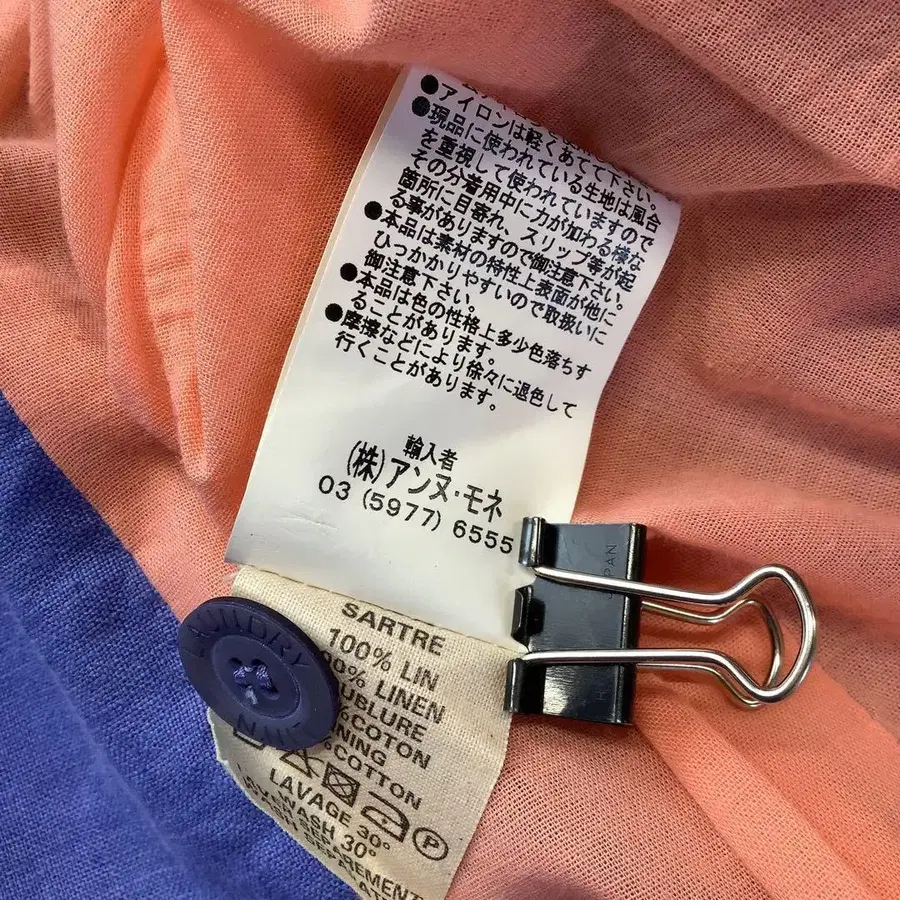 ●アイロンは軽くあてて下さい。
●現品に使われている生地は風合
を重視して使われていますので
その分着用中に力が加わる様な
箇所に目寄れ、スリップ等が起
る事がありますので御注意下さい。
●本品は素材の特性上表面が他に
ひっかかりやすいので取扱いに
御注意下さい。
●本品は色の性格上多少色落ちす
ることがあります。
●摩擦などにより徐々に退色して
行くことがあります。
輸入者
(株)アンヌ・モネ
03 (5977) 6555
PAN
LAUNDRY
SARTRE
100% LIN
LINEN
COTON
COTTON
LAVAGE 30°
WASH 30°
P